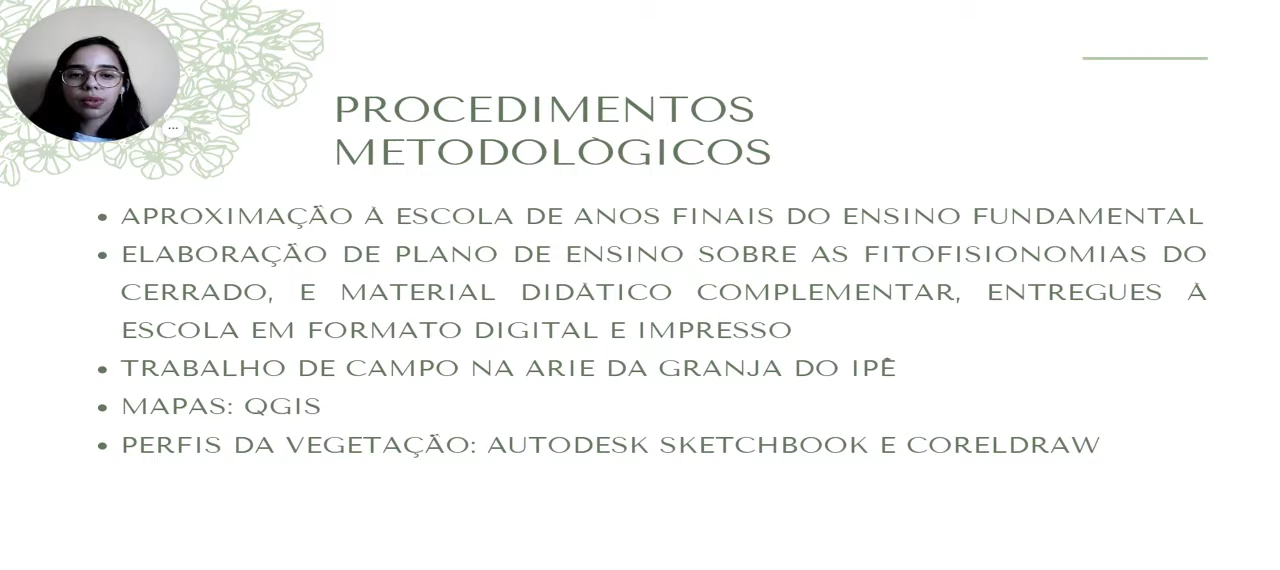 PROCEDIMENTOS
METODOLÓGICOS
• APROXIMAÇÃO À ESCOLA DE ANOS FINAIS DO ENSINO FUNDAMENTAL
• ELABORAÇÃO DE PLANO DE ENSINO SOBRE AS FITOFISIONOMIAS DO
CERRADO, E MATERIAL DIDÁTICO COMPLEMENTAR, ENTREGUES À
ESCOLA EM FORMATO DIGITAL E IMPRESSO
• TRABALHO DE CAMPO NA ARIE DA GRANJA DO IPÊ
• MAPAS: QGIS
• PERFIS DA VEGETAÇÃO: AUTODESK SKETCHBOOK E CORELDRAW